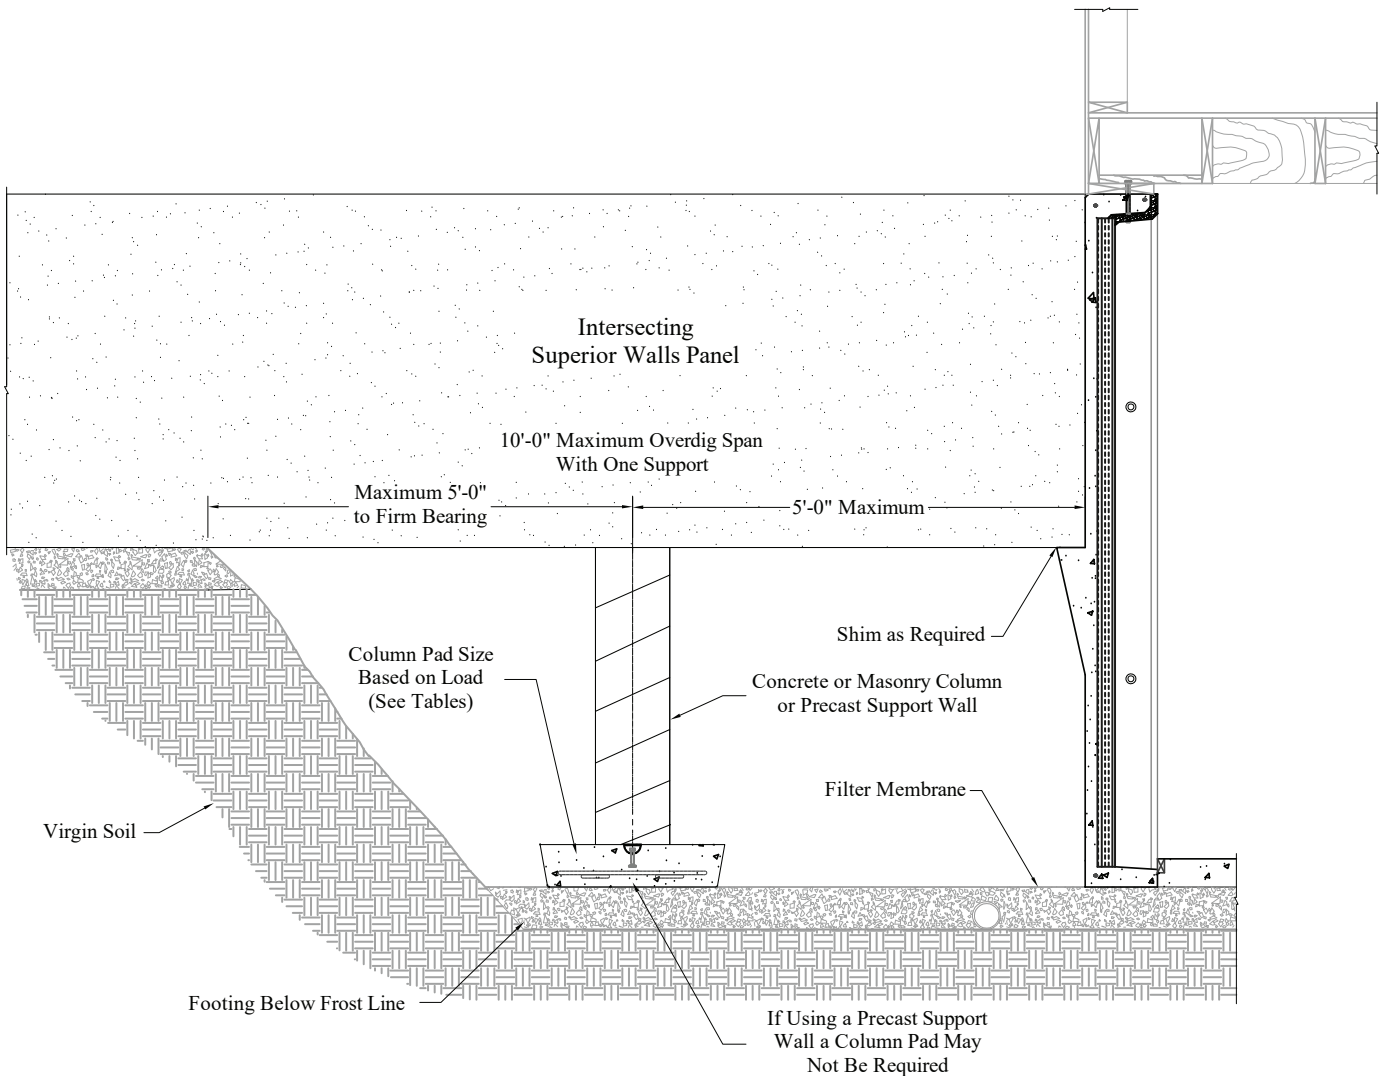 Intersecting
Superior Walls Panel
10'-0" Maximum Overdig Span
With One Support
Maximum 5'-0"
to Firm Bearing
5'-0" Maximum
Shim as Required
Column Pad Size
Based on Load
(See Tables)
Concrete or Masonry Column
or Precast Support Wall
Filter Membrane
Virgin Soil
Footing Below Frost Line
If Using a Precast Support
Wall a Column Pad May
Not Be Required